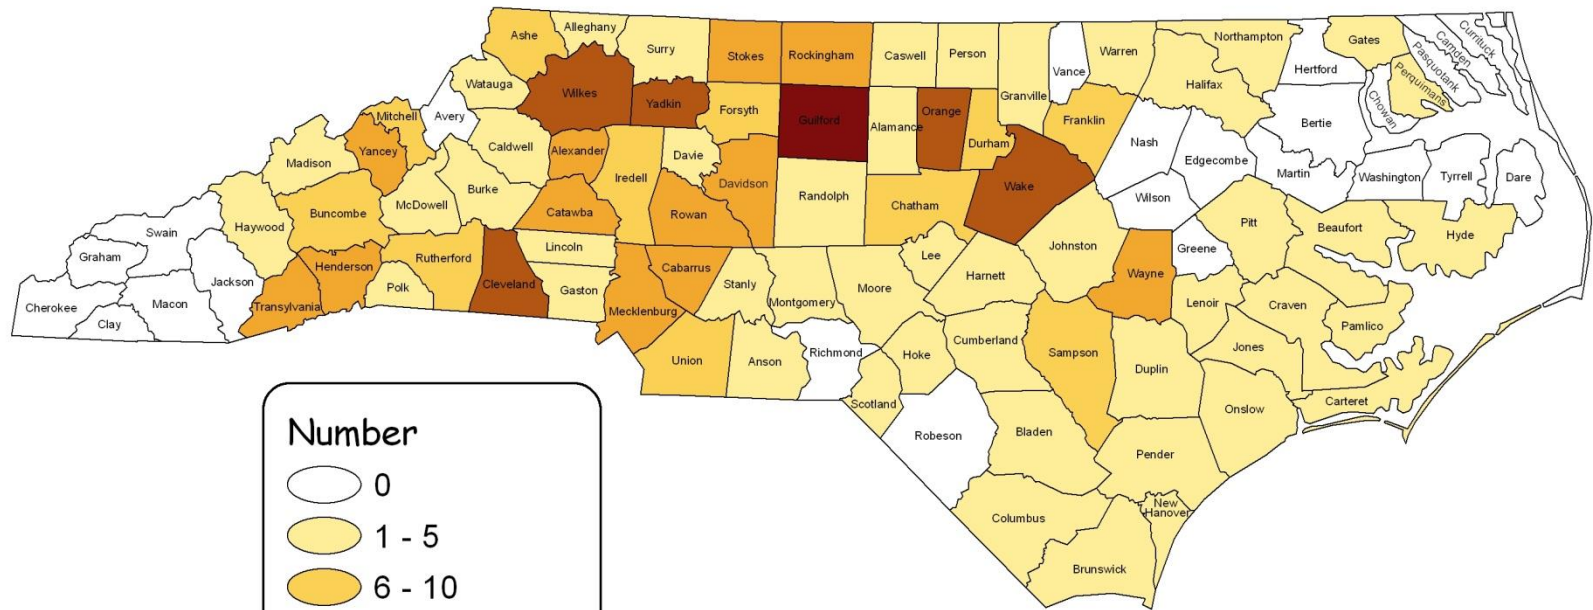 Ashe
Alleghany
Surry
Stokes
Rockingham
Caswell
Person
Granville
Vance
Warren
Northampton
Halifax
Hertford
Gates
Currituck
Camden
Pasquotank
Perquimans
Chowan
Watauga
Wilkes
Yadkin
Forsyth
Guilford
Alamance
Orange
Durham
Franklin
Nash
Edgecombe
Bertie
Martin
Washington
Tyrrell
Dare
Mitchell
Avery
Yancey
Caldwell
Alexander
Iredell
Davie
Davidson
Randolph
Chatham
Wake
Wilson
Madison
Buncombe
McDowell
Burke
Catawba
Rowan
Haywood
Swain
Graham
Jackson
Cherokee
Macon
Clay
Transylvania
Henderson
Polk
Rutherford
Cleveland
Lincoln
Gaston
Mecklenburg
Cabarrus
Stanly
Montgomery
Moore
Lee
Harnett
Johnston
Wayne
Greene
Pitt
Beaufort
Hyde
Lenoir
Craven
Pamlico
Jones
Carteret
Onslow
Duplin
Sampson
Cumberland
Hoke
Scotland
Richmond
Anson
Union
Robeson
Bladen
Pender
Columbus
Brunswick
New
Hanover
Number
0
1 - 5
6 - 10